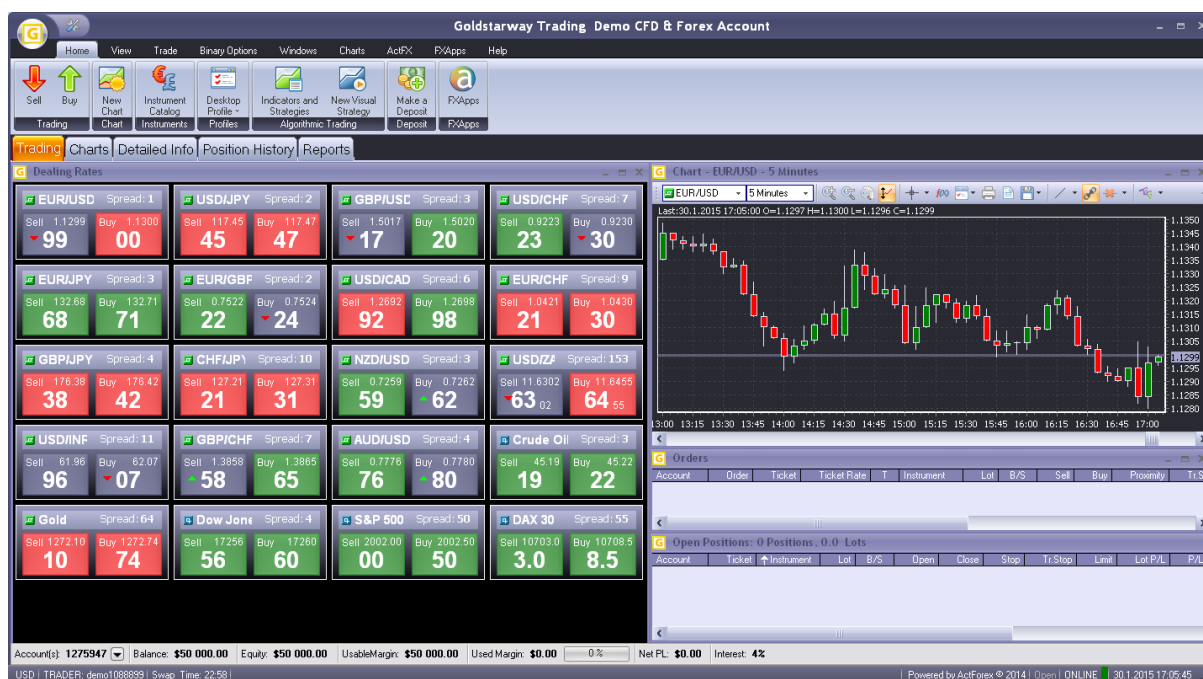 Goldstarway Trading Demo CFD & Forex Account
Home View Trade Binary Options Windows Charts ActFX FXApps Help
Sell Buy New Chart Instrument Catalog Desktop Profile Indicators and Strategies New Visual Strategy Make a Deposit FXApps
Trading Chart Instruments Profiles Algorithmic Trading Deposit FXApps
Trading Charts Detailed Info Position History Reports
G Dealing Rates
EUR/USD Spread: 1 USD/JPY Spread: 2 GBP/USD Spread: 3 USD/CHF Spread: 7
Sell 1.1299 Buy 1.1300 Sell 117.45 Buy 117.47 Sell 1.5017 Buy 1.5020 Sell 0.9223 Buy 0.9230
99 00 45 47 17 20 23 30
EUR/JPY Spread: 3 EUR/GBP Spread: 2 USD/CAD Spread: 6 EUR/CHF Spread: 9
Sell 132.68 Buy 132.71 Sell 0.7522 Buy 0.7524 Sell 1.2692 Buy 1.2698 Sell 1.0421 Buy 1.0430
68 71 22 24 92 98 21 30
GBP/JPY Spread: 4 CHF/JPY Spread: 10 NZD/USD Spread: 3 USD/ZA Spread: 153
Sell 176.38 Buy 176.42 Sell 127.21 Buy 127.31 Sell 0.7259 Buy 0.7262 Sell 11.6302 Buy 11.6455
38 42 21 31 59 62 63 02 64 55
USD/INF Spread: 11 GBP/CHF Spread: 7 AUD/USD Spread: 4 Crude Oil Spread: 3
Sell 61.96 Buy 62.07 Sell 1.3858 Buy 1.3865 Sell 0.7776 Buy 0.7780 Sell 45.19 Buy 45.22
96 07 58 65 76 80 19 22
Gold Spread: 64 Dow Jone Spread: 4 S&P 500 Spread: 50 DAX 30 Spread: 55
Sell 1272.10 Buy 1272.74 Sell 17256 Buy 17260 Sell 2002.00 Buy 2002.50 Sell 10703.0 Buy 10708.5
10 74 56 60 00 50 3.0 8.5
G Chart - EUR/USD - 5 Minutes
EUR/USD 5 Minutes
Last:30.1.2015 17:05:00 O=1.1297 H=1.1300 L=1.1296 C=1.1299
1.1350
1.1345
1.1340
1.1335
1.1330
1.1325
1.1320
1.1315
1.1310
1.1305
1.1299
1.1295
1.1290
1.1285
1.1280
13:00 13:15 13:30 13:45 14:00 14:15 14:30 14:45 15:00 15:15 15:30 15:45 16:00 16:15 16:30 16:45 17:00
G Orders
Account Order Ticket Ticket Rate T Instrument Lot B/S Sell Buy Proximity Tr.S
G Open Positions: 0 Positions, 0.0 Lots
Account Ticket Instrument Lot B/S Open Close Stop Tr.Stop Limit Lot P/L P/L
Account(s): 1275947 Balance: $50 000.00 Equity: $50 000.00 UsableMargin: $50 000.00 Used Margin: $0.00 0 % Net PL: $0.00 Interest: 4%
USD | TRADER: demo1088899 | Swap Time: 22:58 | Powered by ActForex © 2014 | Open | ONLINE 30.1.2015 17:05:45